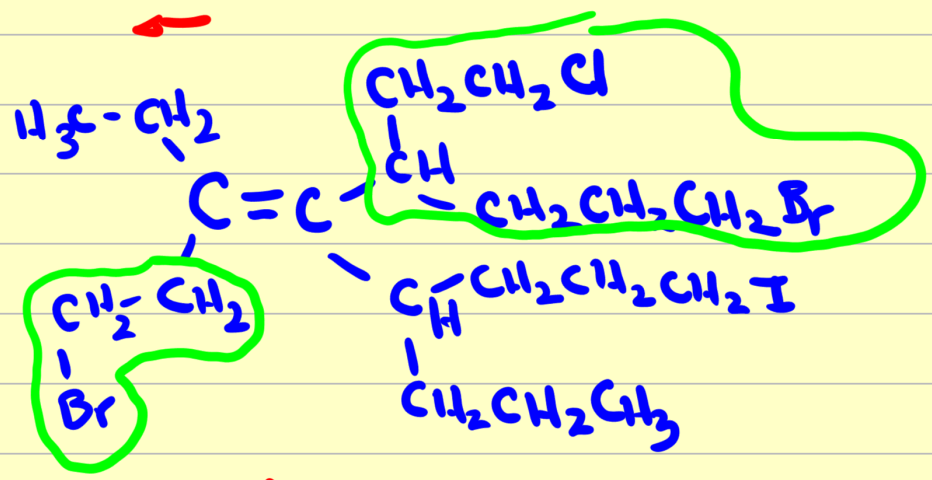 CH₂CH₂Cl
H₃C-CH₂
CH
C=C CH₂CH₂CH₂Br
CH₂-CH₂ CH-CH₂CH₂CH₂I
Br CH₂CH₂CH₃